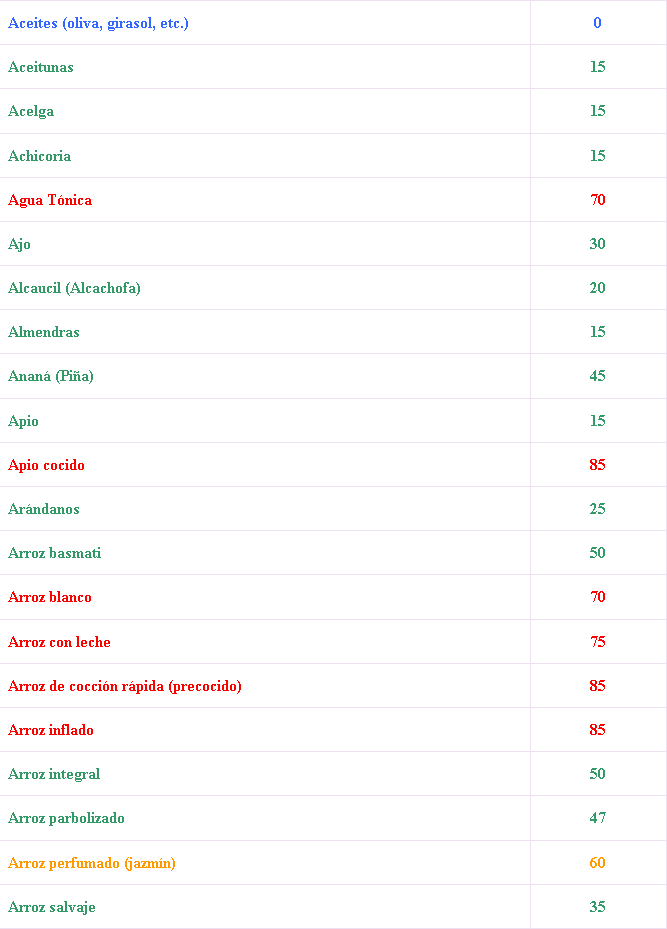 Aceites (oliva, girasol, etc.) 0
Aceitunas 15
Acelga 15
Achicoria 15
Agua Tónica 70
Ajo 30
Alcaucil (Alcachofa) 20
Almendras 15
Ananá (Piña) 45
Apio 15
Apio cocido 85
Arándanos 25
Arroz basmati 50
Arroz blanco 70
Arroz con leche 75
Arroz de cocción rápida (precocido) 85
Arroz inflado 85
Arroz integral 50
Arroz parbolizado 47
Arroz perfumado (jazmín) 60
Arroz salvaje 35